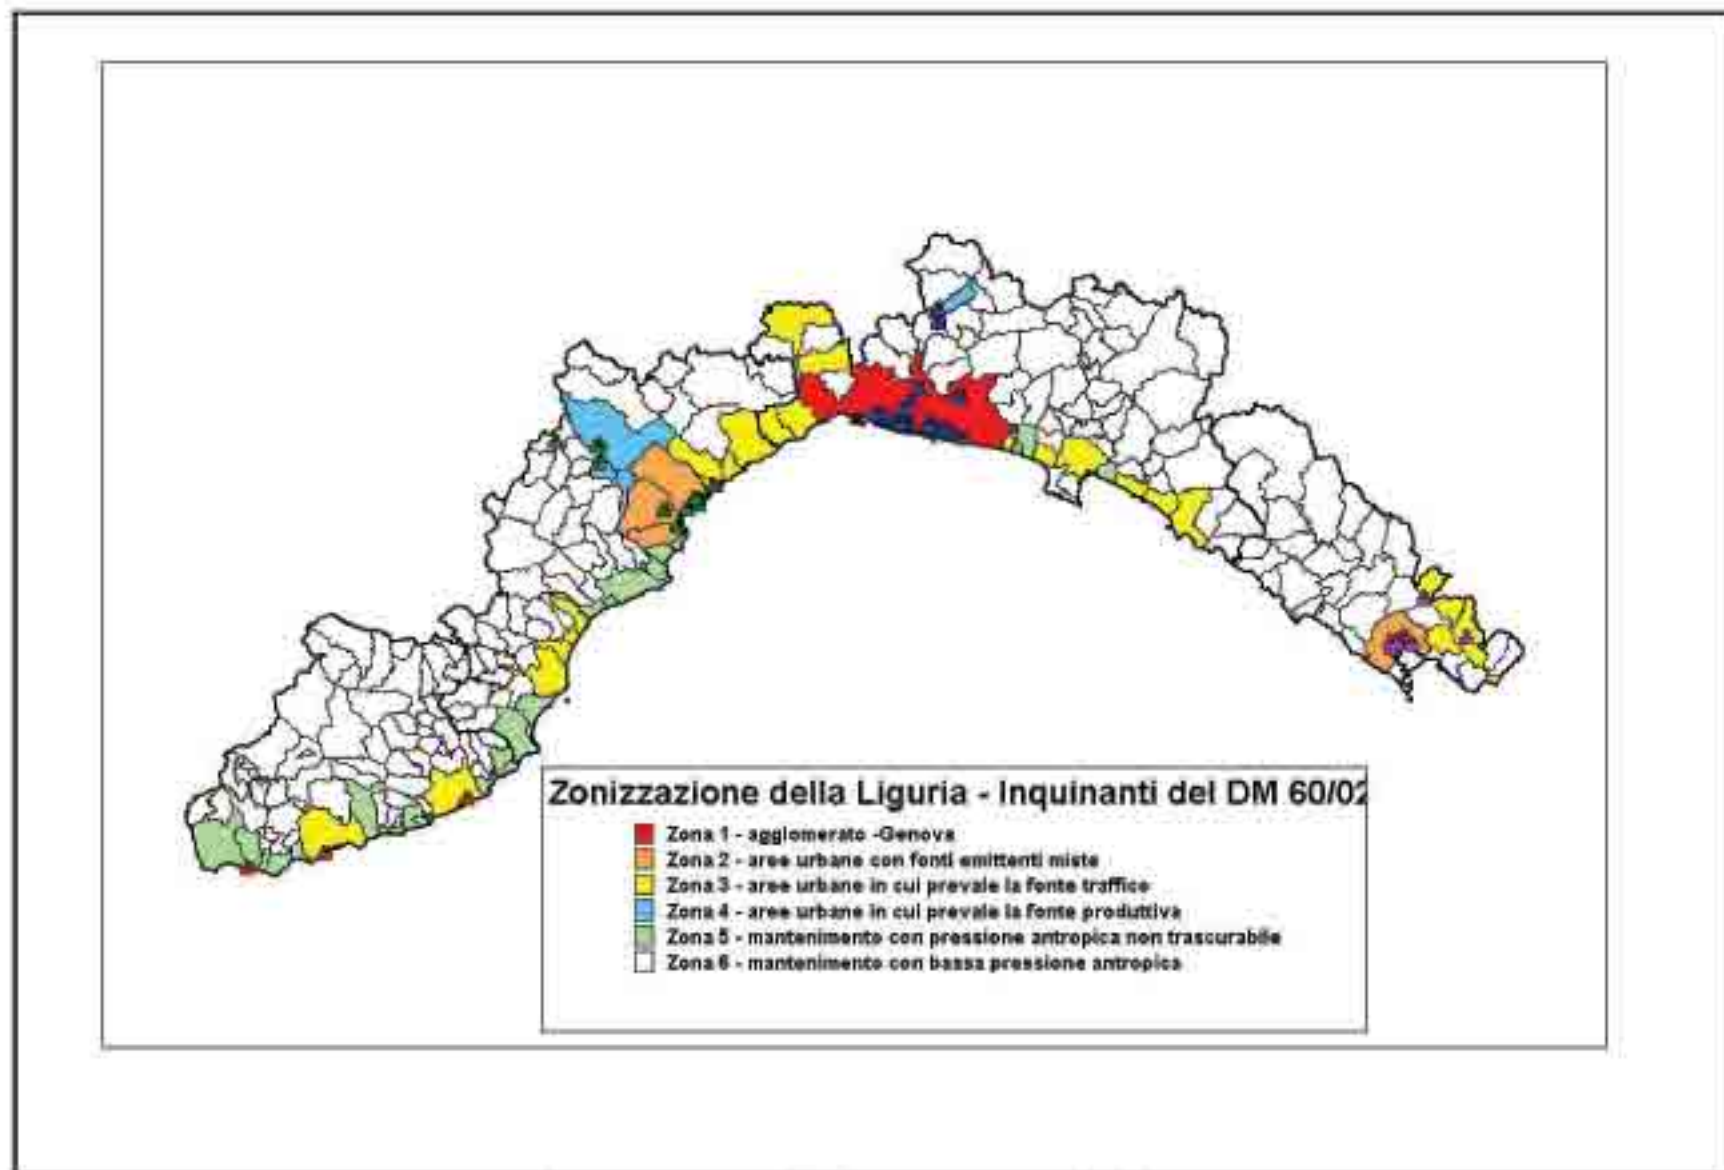 Zonizzazione della Liguria - Inquinanti del DM 60/02
Zona 1 - agglomerato -Genova
Zona 2 - aree urbane con fonti emittenti miste
Zona 3 - aree urbane in cui prevale la fonte traffico
Zona 4 - aree urbane in cui prevale la fonte produttiva
Zona 5 - mantenimento con pressione antropica non trascurabile
Zona 6 - mantenimento con bassa pressione antropica